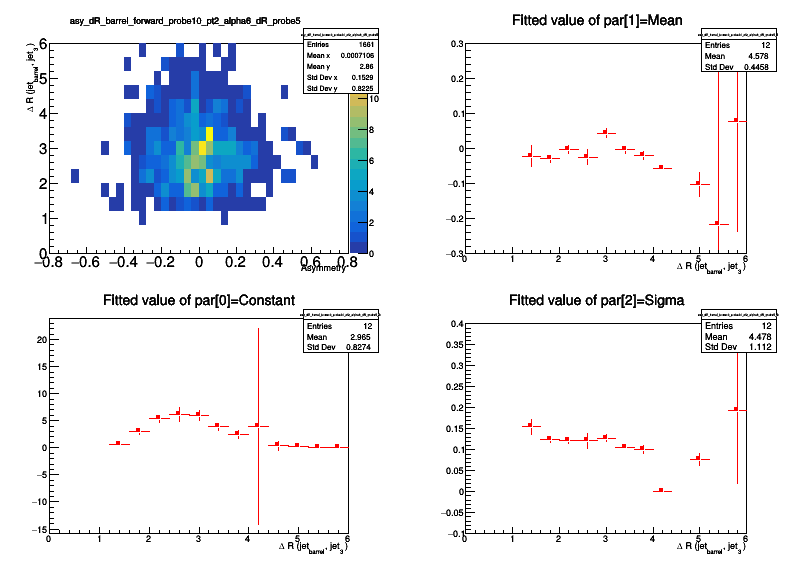 asy_dR_barrel_forward_probe10_pt2_alpha6_dR_probe5
Entries 1661
Mean x 0.0007106
Mean y 2.86
Std Dev x 0.1529
Std Dev y 0.8225
Δ R (jet_barrel, jet_3)
6
5
4
3
2
1
0
−0.8 −0.6 −0.4 −0.2 0 0.2 0.4 0.6 0.8
Asymmetry
10
8
6
4
2
0
Fitted value of par[1]=Mean
Entries 12
Mean 4.578
Std Dev 0.4458
0.3
0.2
0.1
0
−0.1
−0.2
−0.3
0 1 2 3 4 5 6
Δ R (jet_barrel, jet_3)
Fitted value of par[0]=Constant
Entries 12
Mean 2.965
Std Dev 0.8274
20
15
10
5
0
−5
−10
−15
0 1 2 3 4 5 6
Δ R (jet_barrel, jet_3)
Fitted value of par[2]=Sigma
Entries 12
Mean 4.478
Std Dev 1.112
0.4
0.35
0.3
0.25
0.2
0.15
0.1
0.05
0
−0.05
−0.1
0 1 2 3 4 5 6
Δ R (jet_barrel, jet_3)